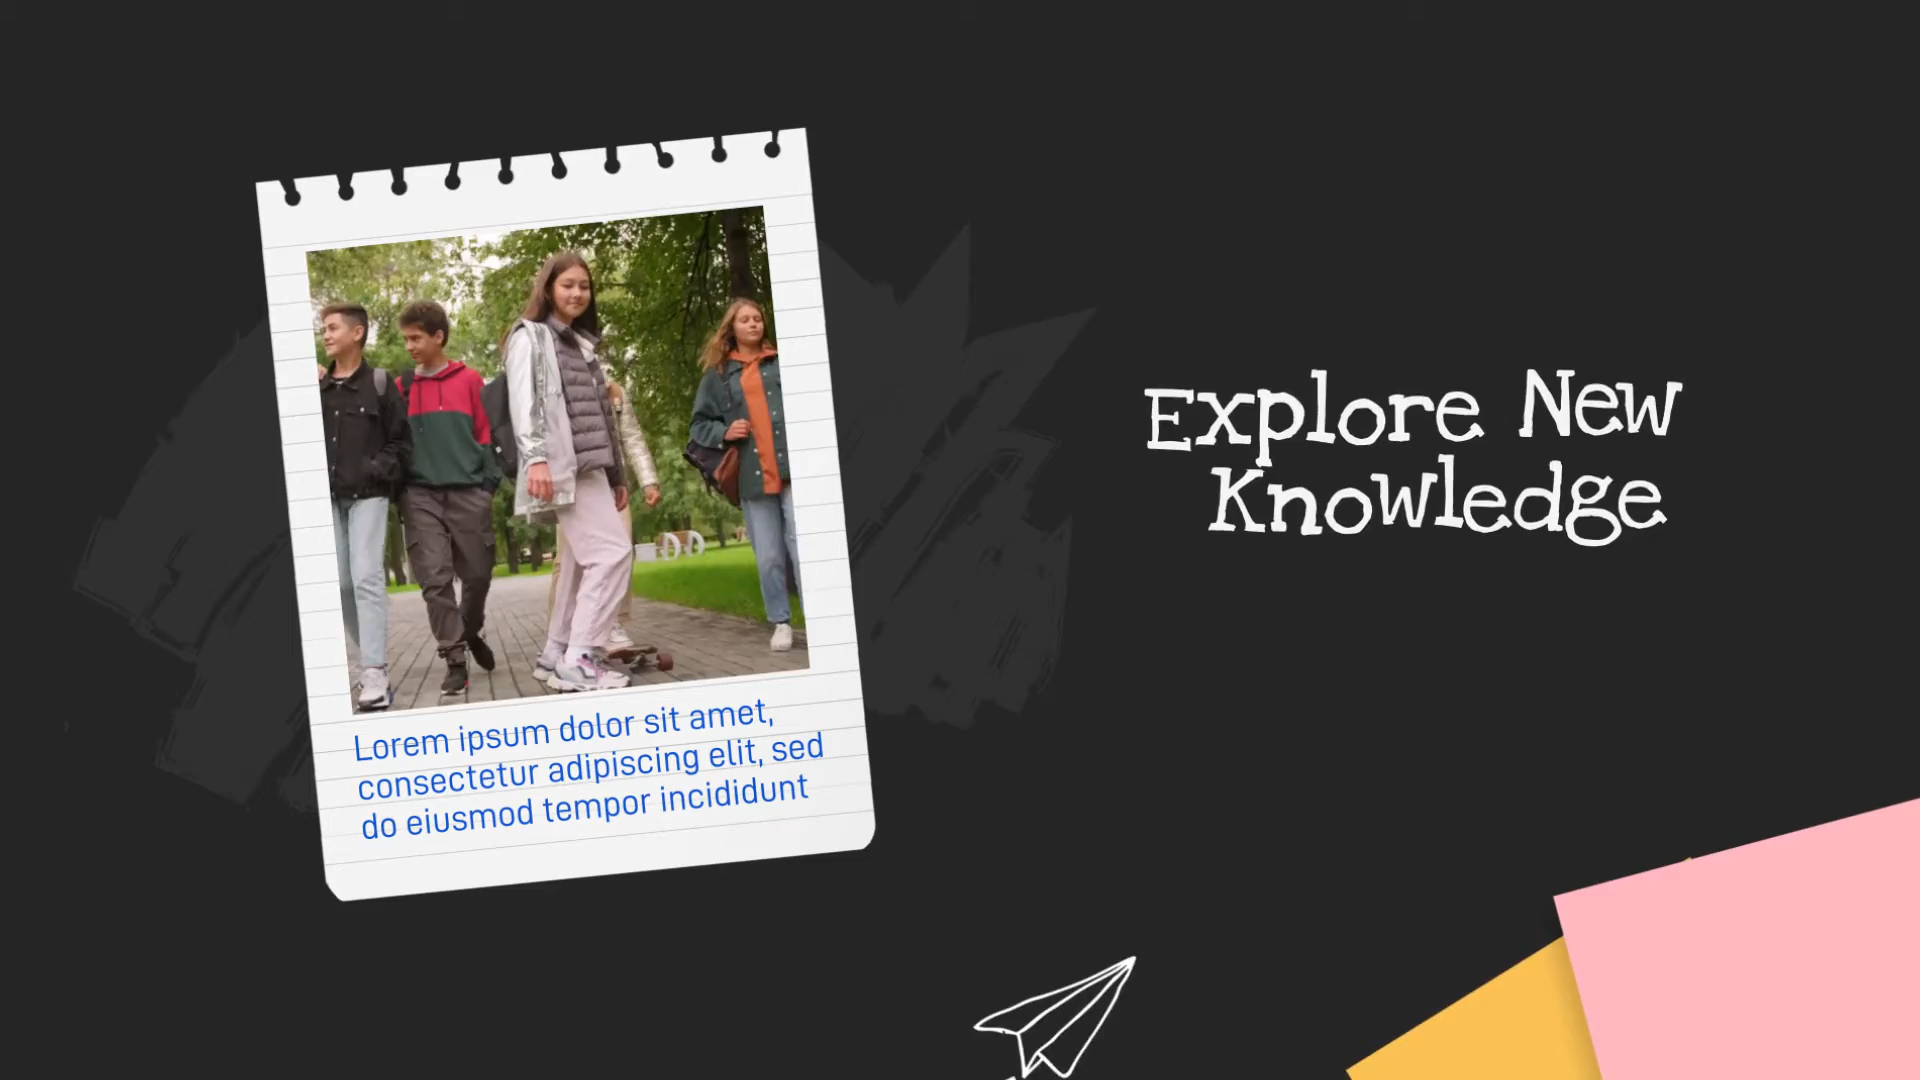 Explore New
Knowledge
Lorem ipsum dolor sit amet,
consectetur adipiscing elit, sed
do eiusmod tempor incididunt